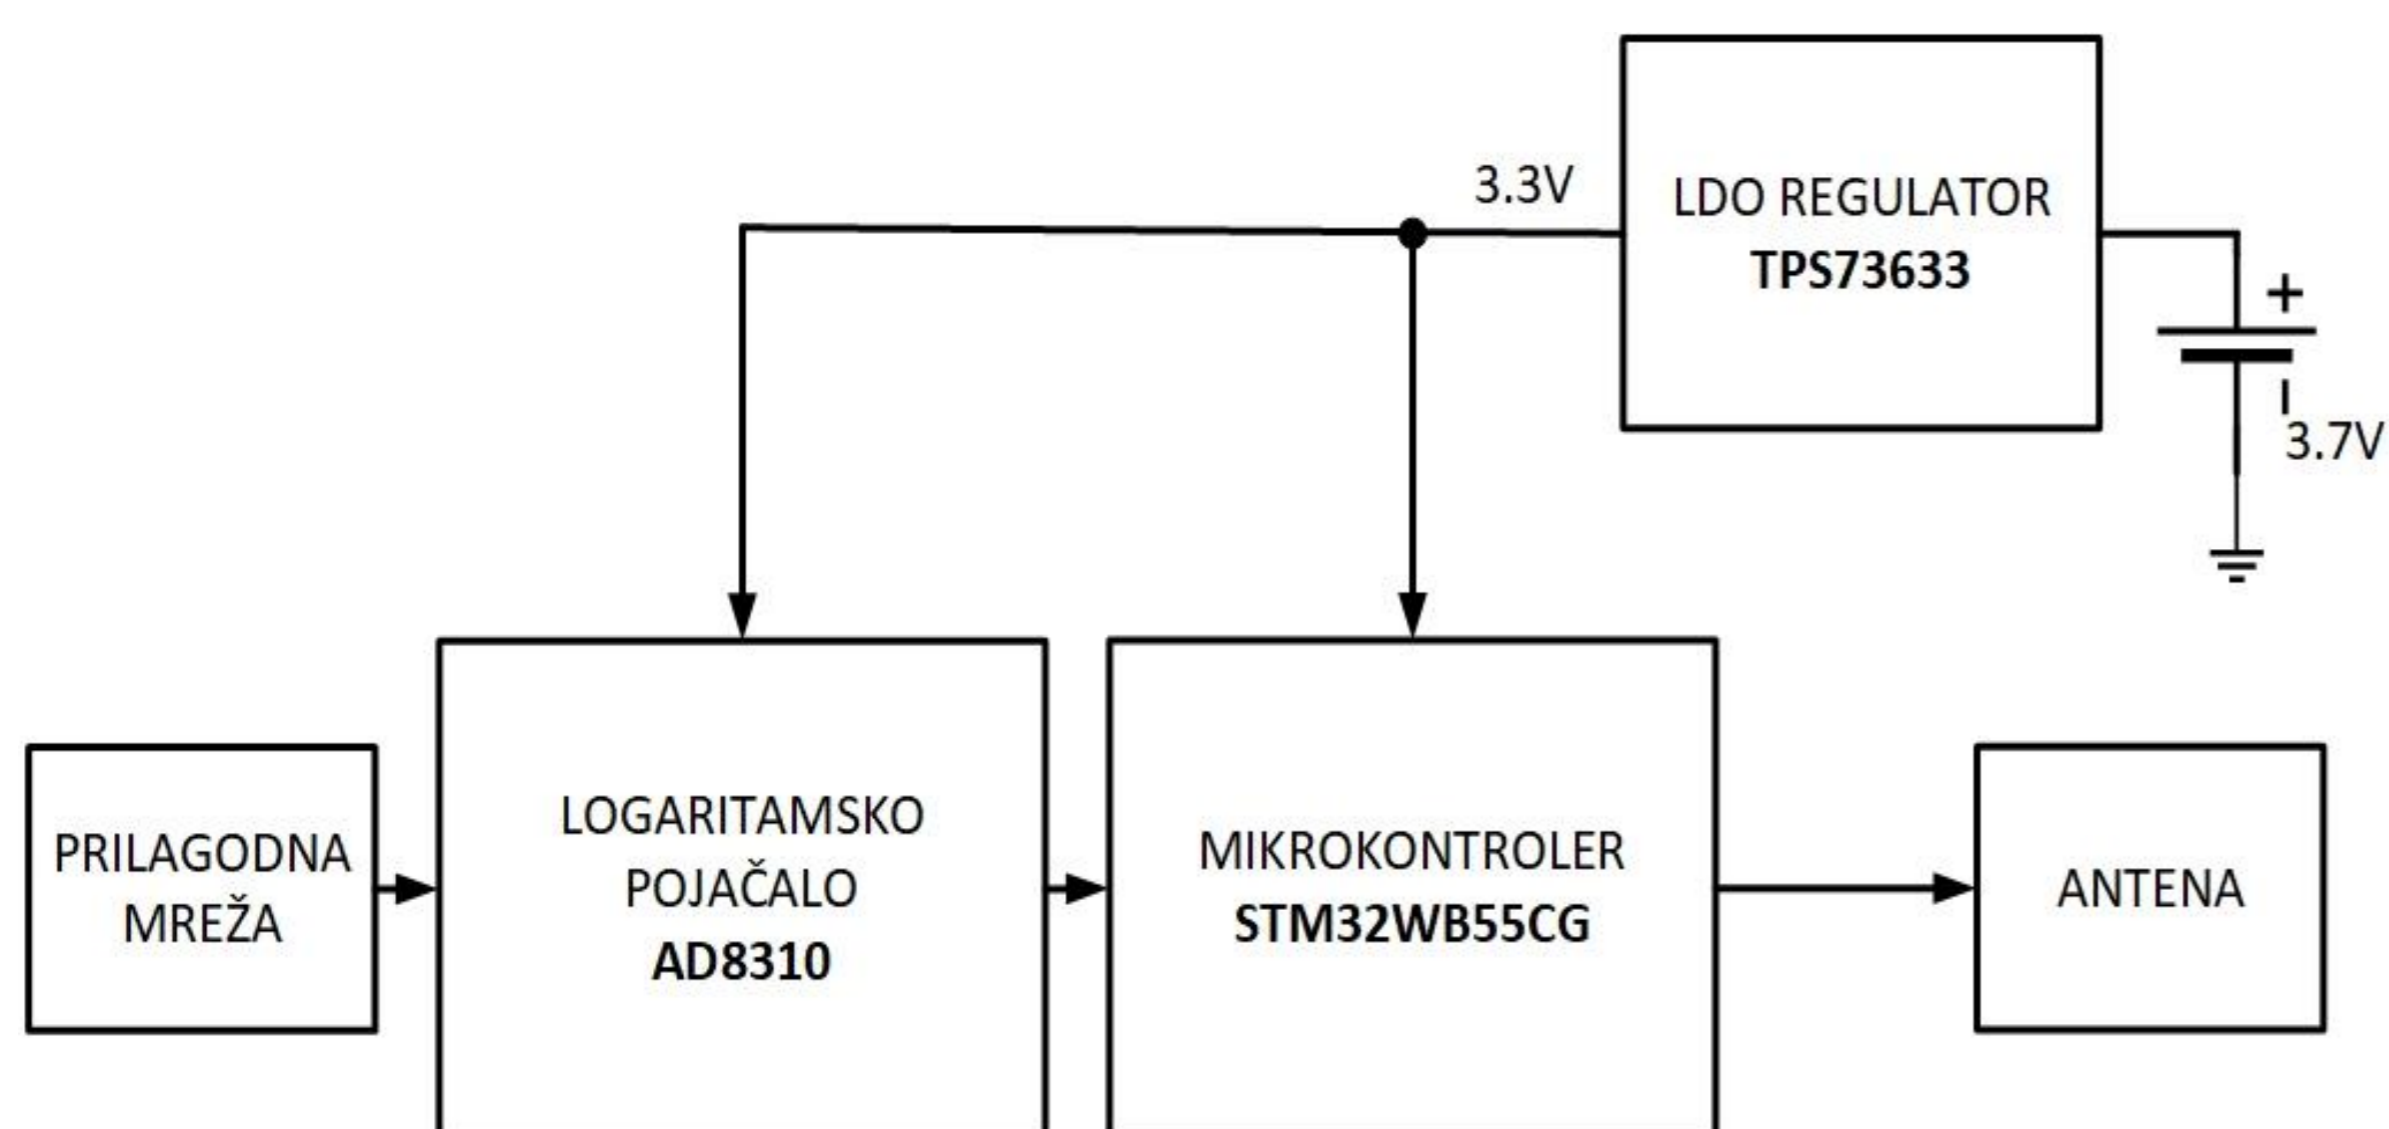 3.3V
LDO REGULATOR
TPS73633
+
-
3.7V
PRILAGODNA
MREŽA
LOGARITAMSKO
POJAČALO
AD8310
MIKROKONTROLER
STM32WB55CG
ANTENA